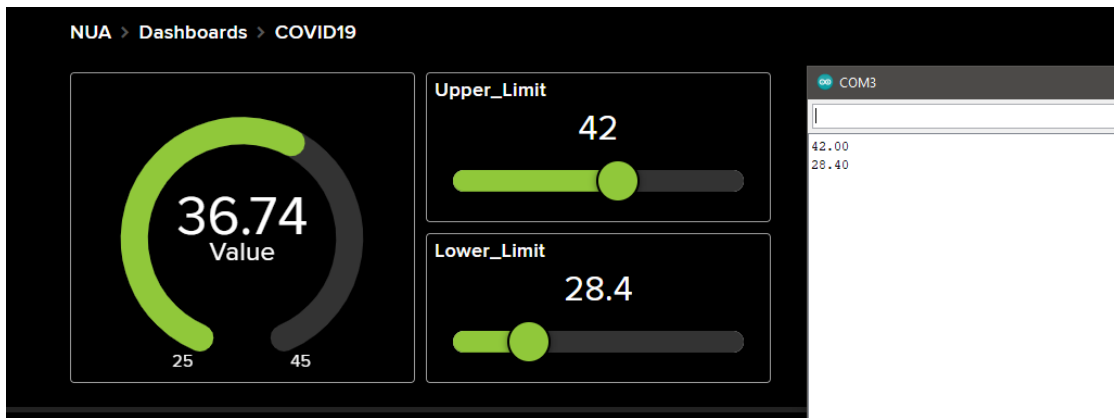 NUA > Dashboards > COVID19
36.74
Value
25 45
Upper_Limit
42
Lower_Limit
28.4
COM3
42.00
28.40